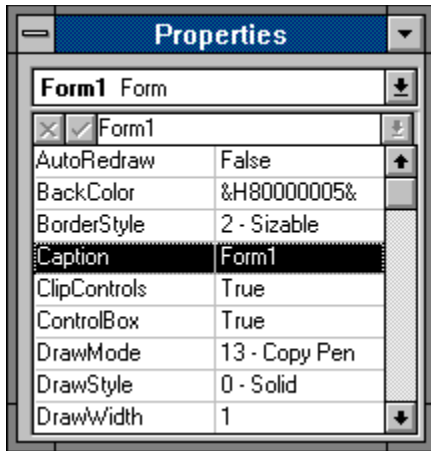 Properties
Form1 Form
Form1
AutoRedraw False
BackColor &H80000005&
BorderStyle 2 - Sizable
Caption Form1
ClipControls True
ControlBox True
DrawMode 13 - Copy Pen
DrawStyle 0 - Solid
DrawWidth 1